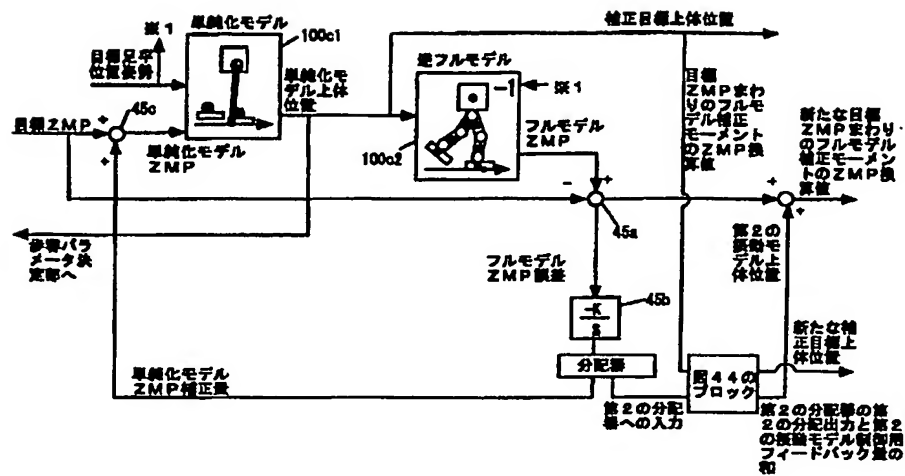 ※1
単純化モデル
100c1
補正目標上体位置
目標足平
位置姿勢
単純化モ
デル上体
位置
逆フルモデル
-1
※1
目標
ZMPまわ
りのフルモ
デル補正
モーメント
のZMP換
算値
新たな目標
ZMPまわり
のフルモデル
補正モーメン
トのZMP換
算値
45c
目標ZMP
+
+
単純化モデル
ZMP
100c2
フルモデル
ZMP
-
+
45a
+
+
歩容パラ
メータ決
定部へ
フルモデル
ZMP誤差
第2の
摂動モ
デル上
体位置
45b
-K
S
新たな補
正目標上
体位置
分配器
単純化モデル
ZMP補正量
図44の
ブロック
第2の分配
器への入力
第2の分配器の第
2の分配出力と第2
の摂動モデル制御用
フィードバック量の
和